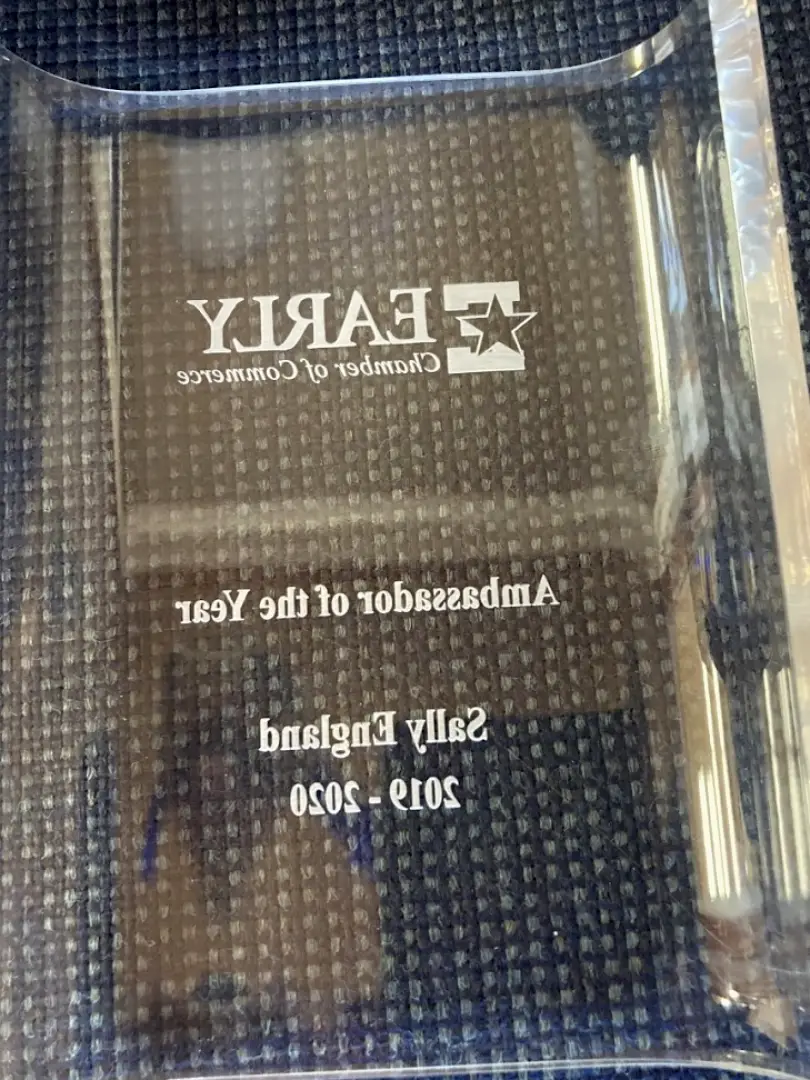 EARLY
Chamber of Commerce
Ambassador of the Year
Sally England
2019 - 2020